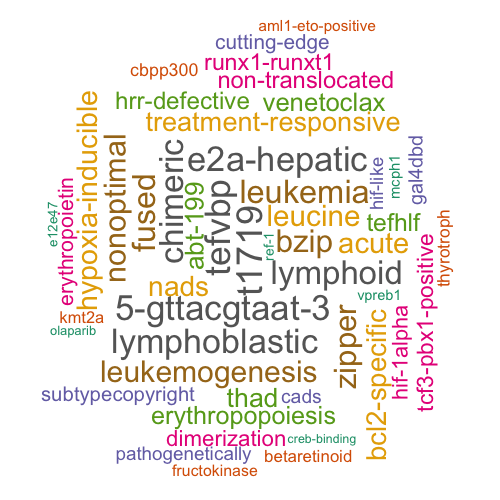 aml1-eto-positive
cutting-edge
runx1-runxt1
cbpp300
non-translocated
hrr-defective
venetoclax
treatment-responsive
hypoxia-inducible
nonoptimal
fused
chimeric
e2a-hepatic
hif-like
mcph1
gal4dbd
e12e47
erythropoietin
abt-199
tefvbp
t1719
leukemia
leucine
ref-1
tefhlf
bzip
acute
thyrotroph
nads
lymphoid
kmt2a
olaparib
5-gttacgtaat-3
vpreb1
lymphoblastic
zipper
bcl2-specific
hif-1alpha
tcf3-pbx1-positive
leukemogenesis
subtypecopyright
thad
cads
erythropopoiesis
dimerization
creb-binding
pathogenetically
betaretinoid
fructokinase